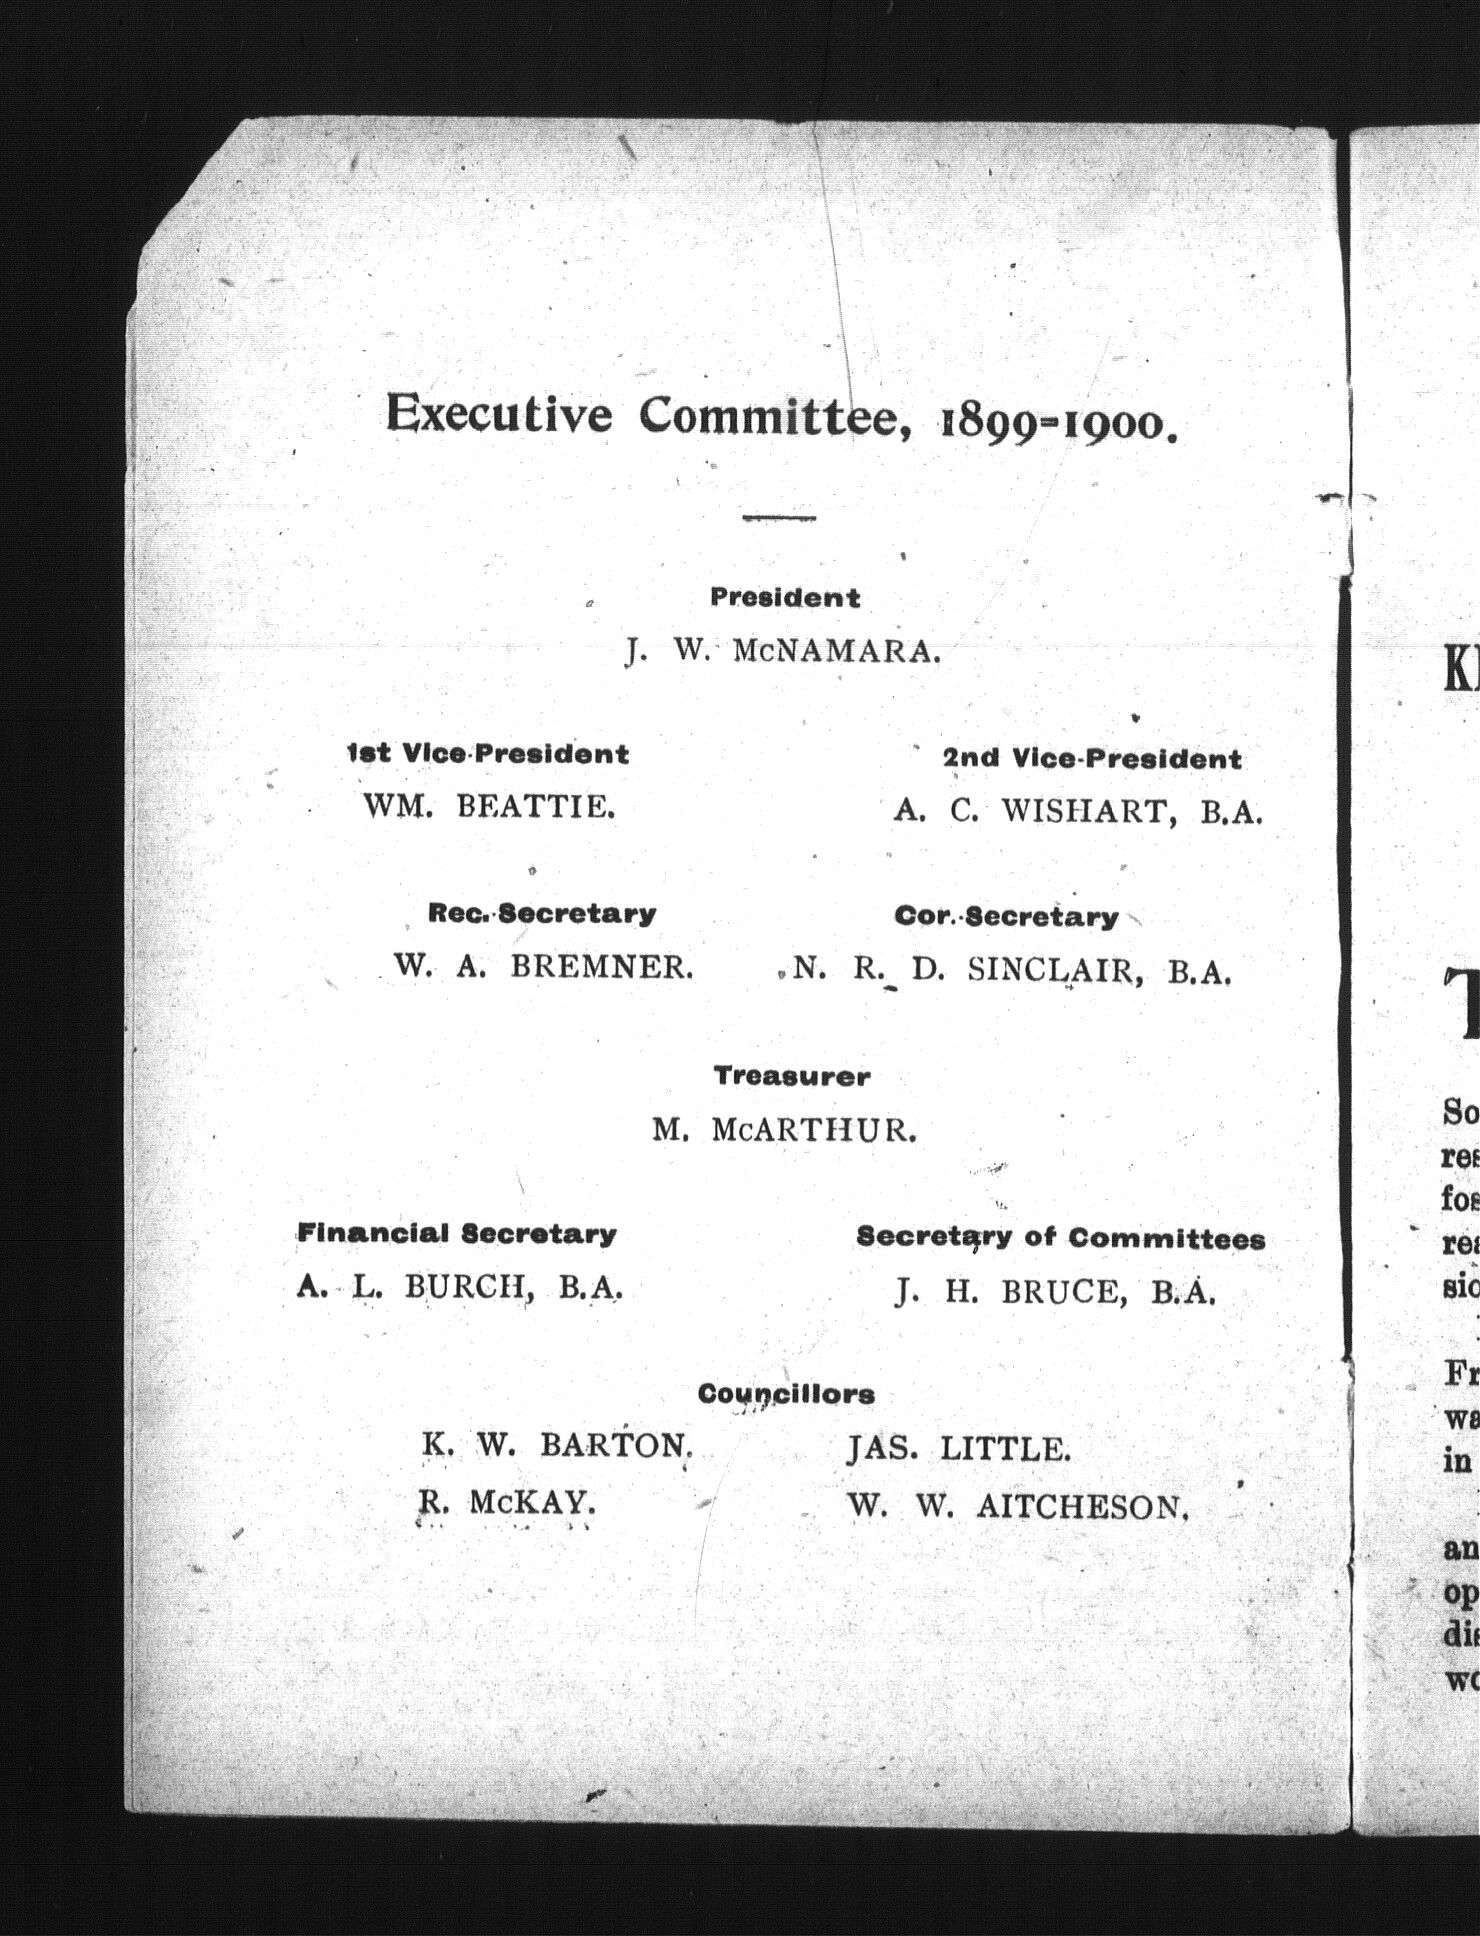 Executive Committee, 1899-1900.
President
J. W. McNAMARA.
1st Vice-President
WM. BEATTIE.
2nd Vice-President
A. C. WISHART, B.A.
Rec.-Secretary
W. A. BREMNER.
Cor.-Secretary
N. R. D. SINCLAIR, B.A.
Treasurer
M. McARTHUR.
Financial Secretary
A. L. BURCH, B.A.
Secretary of Committees
J. H. BRUCE, B.A.
Councillors
K. W. BARTON.
JAS. LITTLE.
R. McKAY.
W. W. AITCHESON.
in